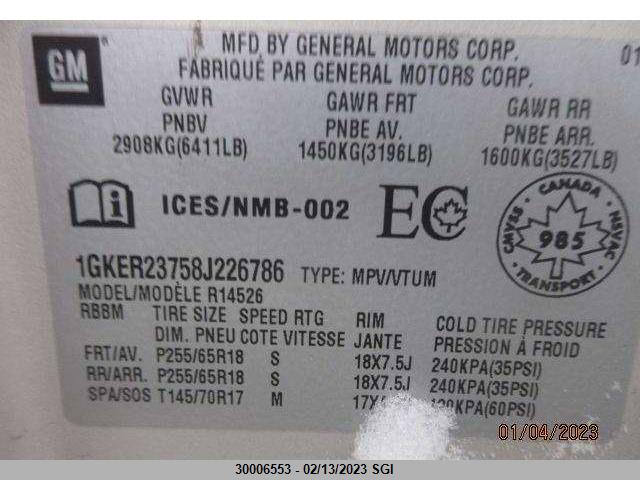 GM
MFD BY GENERAL MOTORS CORP. 01
FABRIQUÉ PAR GENERAL MOTORS CORP.
GVWR GAWR FRT GAWR RR
PNBV PNBE AV. PNBE ARR.
2908KG(6411LB) 1450KG(3196LB) 1600KG(3527LB)
i ICES/NMB-002 EC
CANADA
CMVSS 985 NSVAC
TRANSPORT
1GKER23758J226786 TYPE: MPV/VTUM
MODEL/MODÈLE R14526
RBBM TIRE SIZE SPEED RTG RIM COLD TIRE PRESSURE
DIM. PNEU COTE VITESSE JANTE PRESSION À FROID
FRT/AV. P255/65R18 S 18X7.5J 240KPA(35PSI)
RR/ARR. P255/65R18 S 18X7.5J 240KPA(35PSI)
SPA/SOS T145/70R17 M (60PSI)
01/04/2023
30006553 - 02/13/2023 SGI